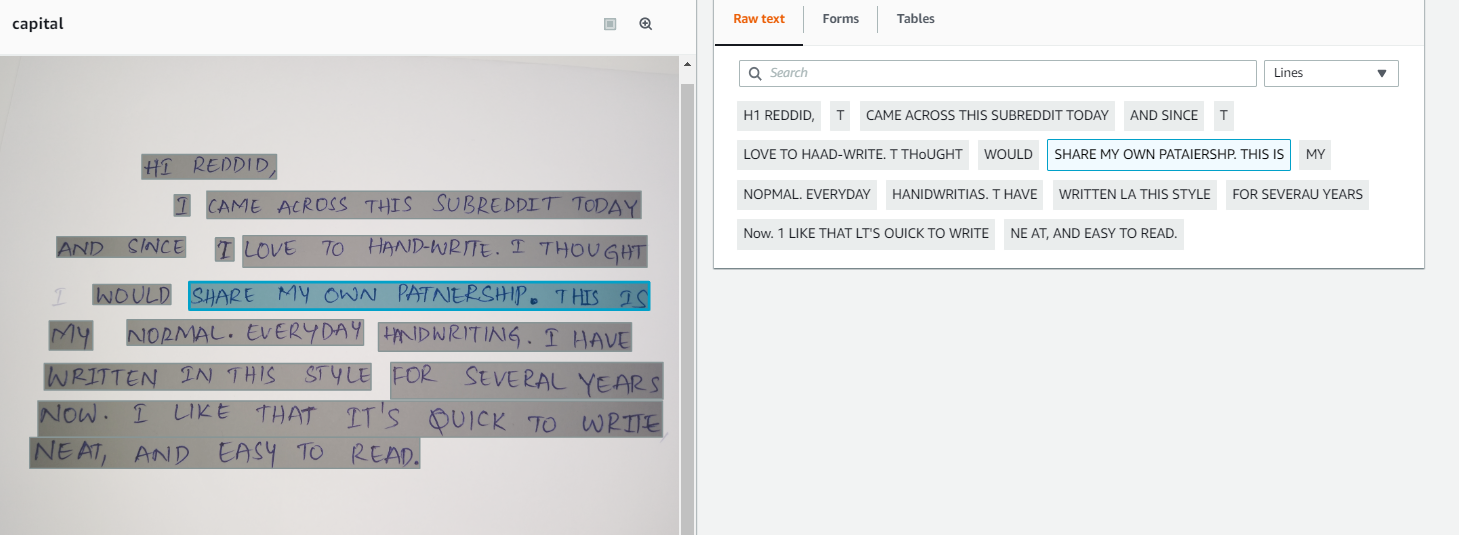 capital
HI REDDID,
I CAME ACROSS THIS SUBREDDIT TODAY
AND SINCE I LOVE TO HAND-WRITE. I THOUGHT
I WOULD SHARE MY OWN PATNERSHIP. THIS IS
MY NORMAL. EVERYDAY HANDWRITING. I HAVE
WRITTEN IN THIS STYLE FOR SEVERAL YEARS
NOW. I LIKE THAT IT'S QUICK TO WRITE
NEAT, AND EASY TO READ.
Raw text Forms Tables
Search Lines
H1 REDDID, T CAME ACROSS THIS SUBREDDIT TODAY AND SINCE T
LOVE TO HAAD-WRITE. T THoUGHT WOULD SHARE MY OWN PATAIERSHP. THIS IS MY
NOPMAL. EVERYDAY HANIDWRITIAS. T HAVE WRITTEN LA THIS STYLE FOR SEVERAU YEARS
Now. 1 LIKE THAT LT'S OUICK TO WRITE NE AT, AND EASY TO READ.